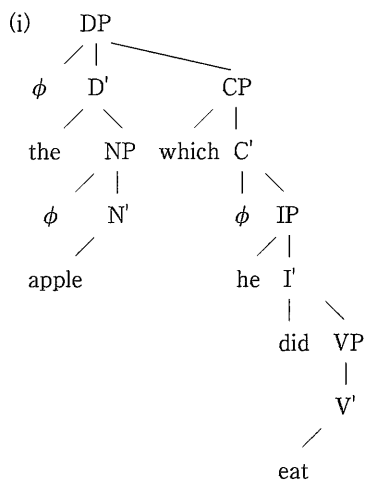 (i) DP
ϕ D' CP
the NP which C'
ϕ N' ϕ IP
apple he I'
did VP
V'
eat